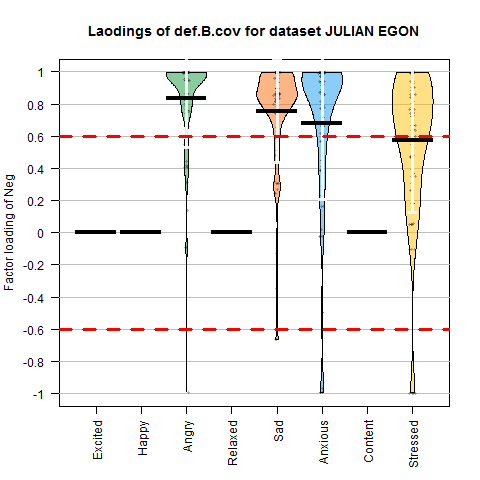 Laodings of def.B.cov for dataset JULIAN EGON
Factor loading of Neg
1
0.8
0.6
0.4
0.2
0
-0.2
-0.4
-0.6
-0.8
-1
Excited
Happy
Angry
Relaxed
Sad
Anxious
Content
Stressed